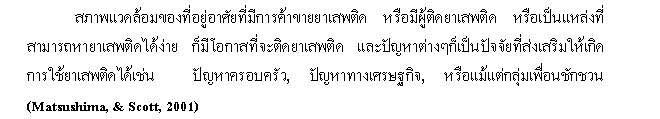 สภาพแวดล้อมของที่อยู่อาศัยที่มีการค้าขายยาเสพติด หรือมีผู้ติดยาเสพติด หรือเป็นแหล่งที่
สามารถหายาเสพติดได้ง่าย ก็มีโอกาสที่จะติดยาเสพติด และปัญหาต่างๆก็เป็นปัจจัยที่ส่งเสริมให้เกิด
การใช้ยาเสพติดได้เช่น ปัญหาครอบครัว, ปัญหาทางเศรษฐกิจ, หรือแม้แต่กลุ่มเพื่อนชักชวน
(Matsushima, & Scott, 2001)